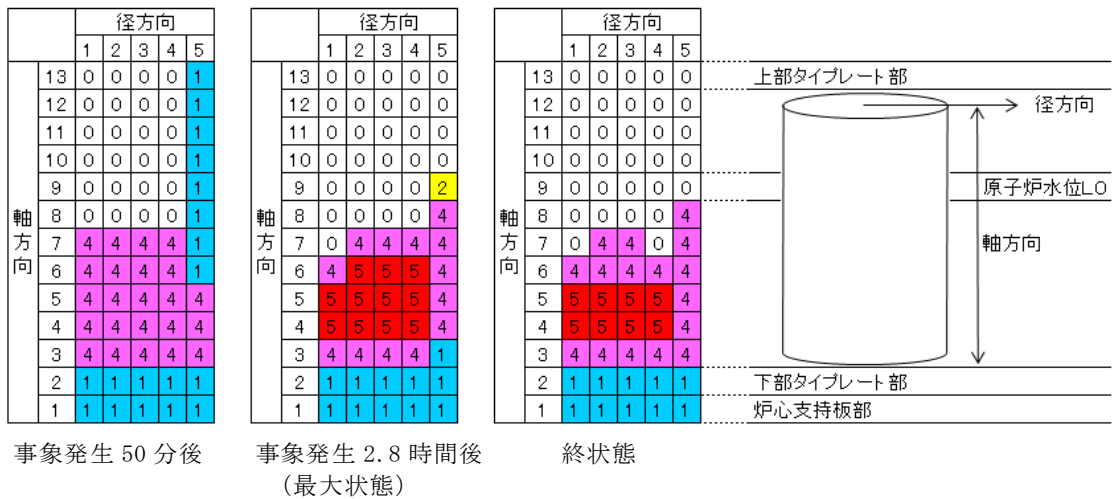 径方向 径方向 径方向
1 2 3 4 5 1 2 3 4 5 1 2 3 4 5
13 0 0 0 0 1 13 0 0 0 0 0 13 0 0 0 0 0 上部タイプレート部
12 0 0 0 0 1 12 0 0 0 0 0 12 0 0 0 0 0 径方向
11 0 0 0 0 1 11 0 0 0 0 0 11 0 0 0 0 0
10 0 0 0 0 1 10 0 0 0 0 0 10 0 0 0 0 0
9 0 0 0 0 1 9 0 0 0 0 2 9 0 0 0 0 0 原子炉水位L0
軸方向 8 0 0 0 0 1 軸方向 8 0 0 0 0 4 軸方向 8 0 0 0 0 4
7 4 4 4 4 1 7 0 4 4 4 4 7 0 4 4 0 4 軸方向
6 4 4 4 4 1 6 4 5 5 5 4 6 4 4 4 4 4
5 4 4 4 4 4 5 5 5 5 5 4 5 5 5 5 5 4
4 4 4 4 4 4 4 5 5 5 5 4 4 5 5 5 5 4
3 4 4 4 4 4 3 4 4 4 4 1 3 4 4 4 4 4
2 1 1 1 1 1 2 1 1 1 1 1 2 1 1 1 1 1 下部タイプレート部
1 1 1 1 1 1 1 1 1 1 1 1 1 1 1 1 1 1 炉心支持板部
事象発生 50 分後 事象発生 2.8 時間後 終状態
(最大状態)